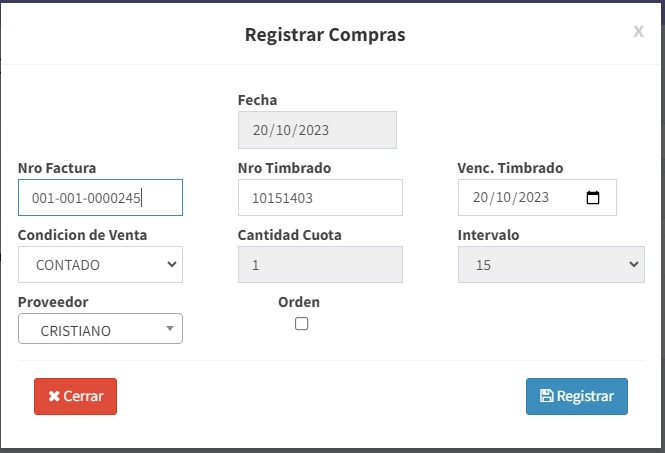 Registrar Compras
x
Fecha
20/10/2023
Nro Factura
Nro Timbrado
Venc. Timbrado
001-001-0000245
10151403
20/10/2023
Condicion de Venta
Cantidad Cuota
Intervalo
CONTADO
1
15
Proveedor
Orden
CRISTIANO
Cerrar
Registrar